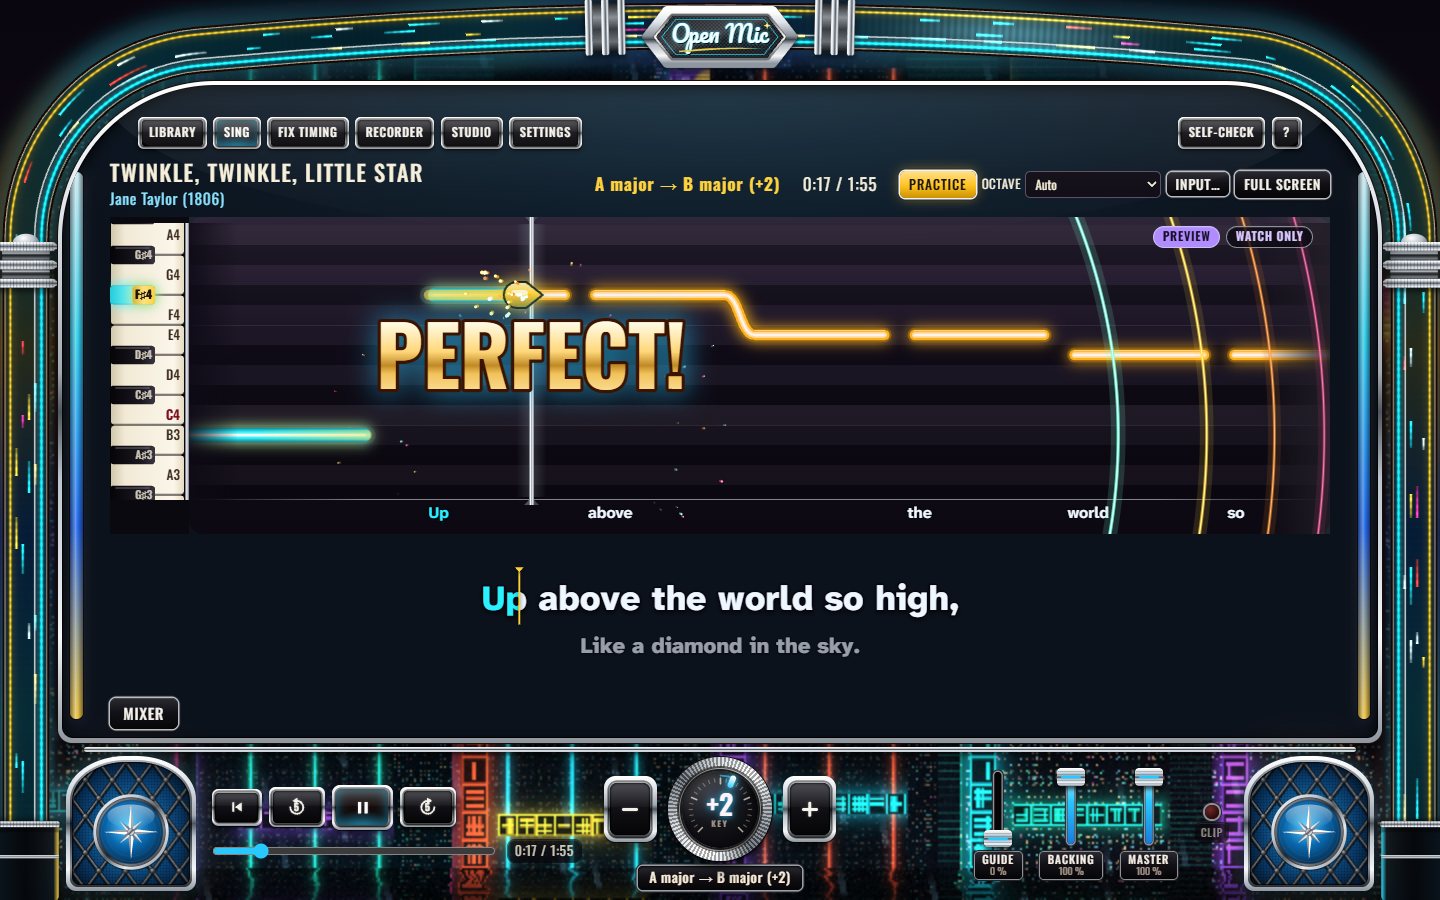 Open Mic
LIBRARY SING FIX TIMING RECORDER STUDIO SETTINGS SELF-CHECK ?
TWINKLE, TWINKLE, LITTLE STAR
Jane Taylor (1806)
A major → B major (+2) 0:17 / 1:55 PRACTICE OCTAVE Auto INPUT... FULL SCREEN
PREVIEW WATCH ONLY
A4
G#4
G4
F#4
F4
E4
D#4
D4
C#4
C4
B3
A#3
A3
G#3
PERFECT!
Up above the world so
Up above the world so high,
Like a diamond in the sky.
MIXER
5 5
− +2 +
KEY
0:17 / 1:55
A major → B major (+2)
CLIP
GUIDE BACKING MASTER
0 % 100 % 100 %